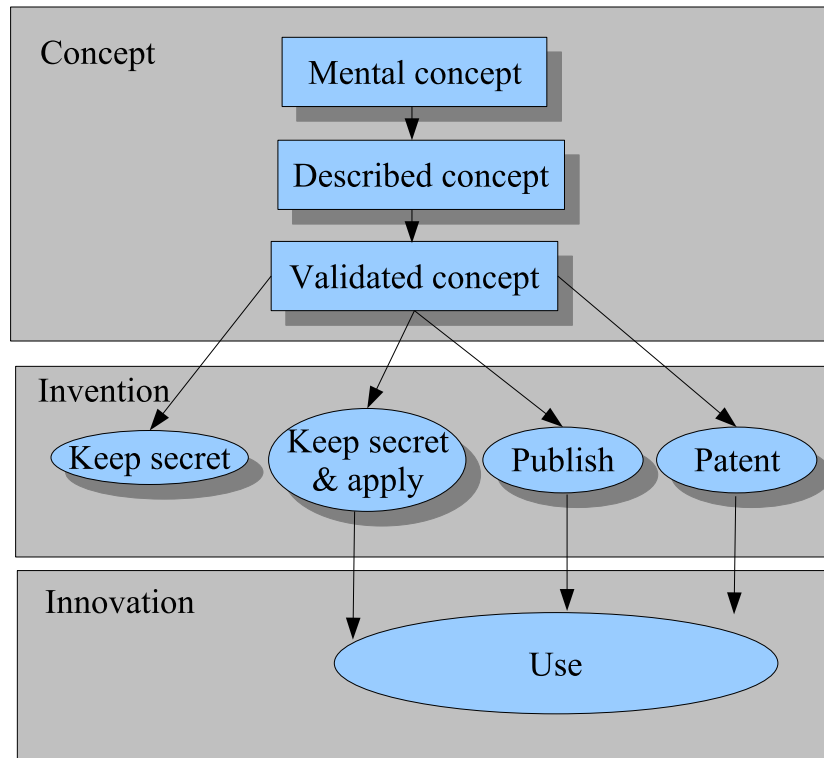 Concept
Mental concept
Described concept
Validated concept
Invention
Keep secret
Keep secret
& apply
Publish
Patent
Innovation
Use